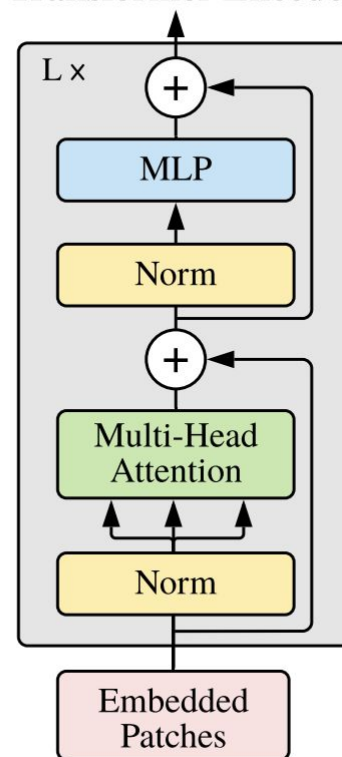 L ×
+
MLP
Norm
+
Multi-Head
Attention
Norm
Embedded
Patches